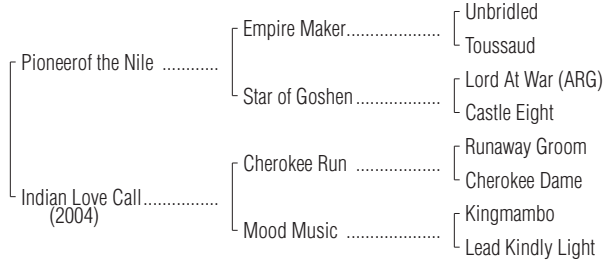 Unbridled
Empire Maker...................
Toussaud
Pioneerof the Nile ............
Lord At War (ARG)
Star of Goshen .................
Castle Eight
Runaway Groom
Cherokee Run .................
Cherokee Dame
Indian Love Call................
(2004)
Kingmambo
Mood Music ...................
Lead Kindly Light